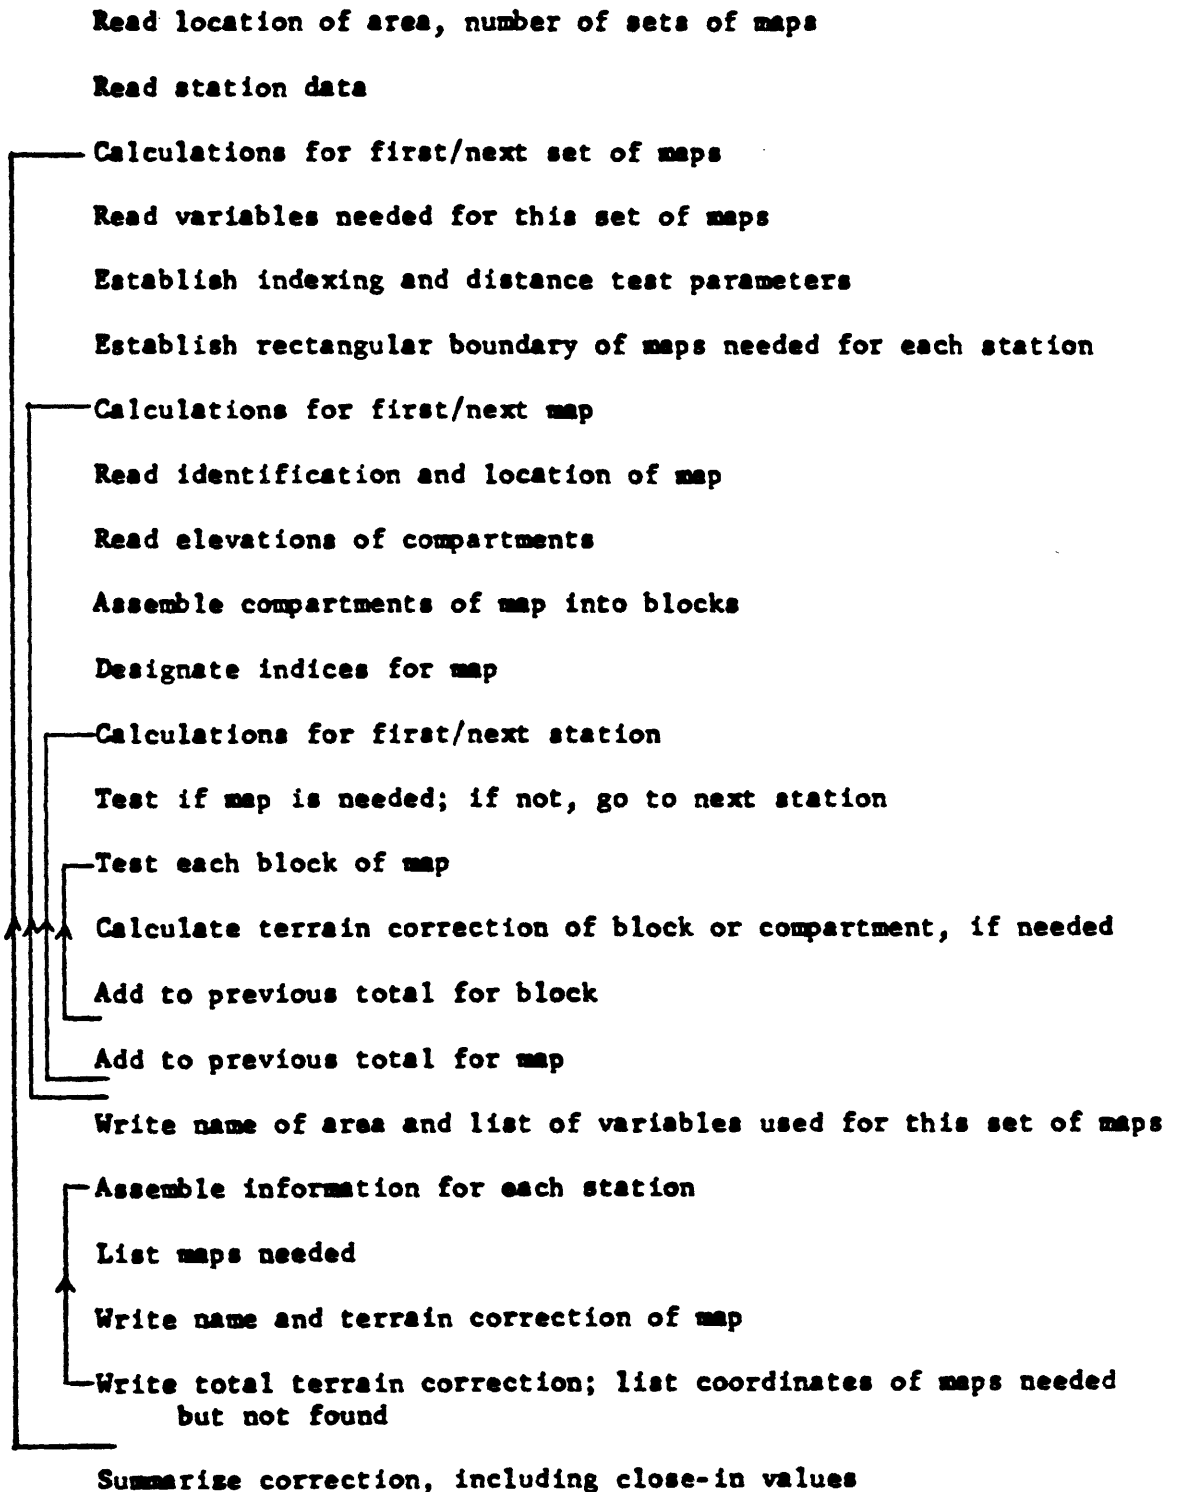 Read location of area, number of sets of maps
Read station data
Calculations for first/next set of maps
Read variables needed for this set of maps
Establish indexing and distance test parameters
Establish rectangular boundary of maps needed for each station
Calculations for first/next map
Read identification and location of map
Read elevations of compartments
Assemble compartments of map into blocks
Designate indices for map
Calculations for first/next station
Test if map is needed; if not, go to next station
Test each block of map
Calculate terrain correction of block or compartment, if needed
Add to previous total for block
Add to previous total for map
Write name of area and list of variables used for this set of maps
Assemble information for each station
List maps needed
Write name and terrain correction of map
Write total terrain correction; list coordinates of maps needed
but not found
Summarize correction, including close-in values